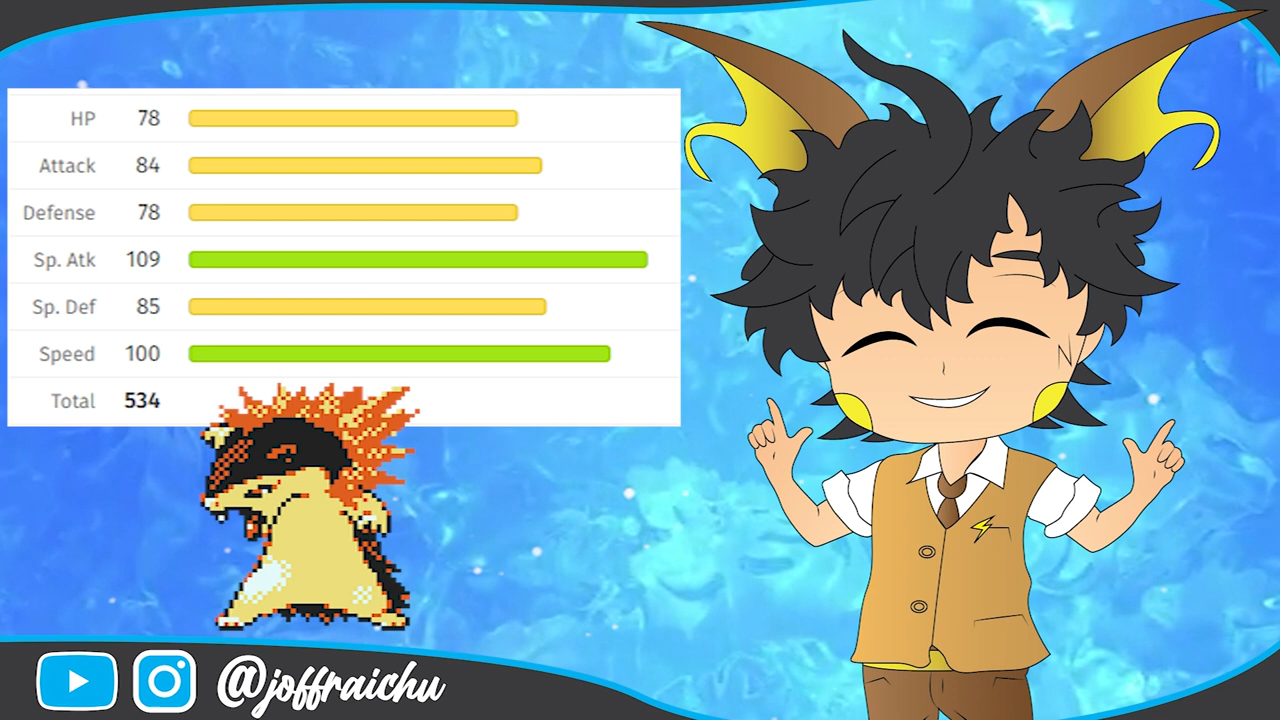 HP 78
Attack 84
Defense 78
Sp. Atk 109
Sp. Def 85
Speed 100
Total 534
@joffraichu